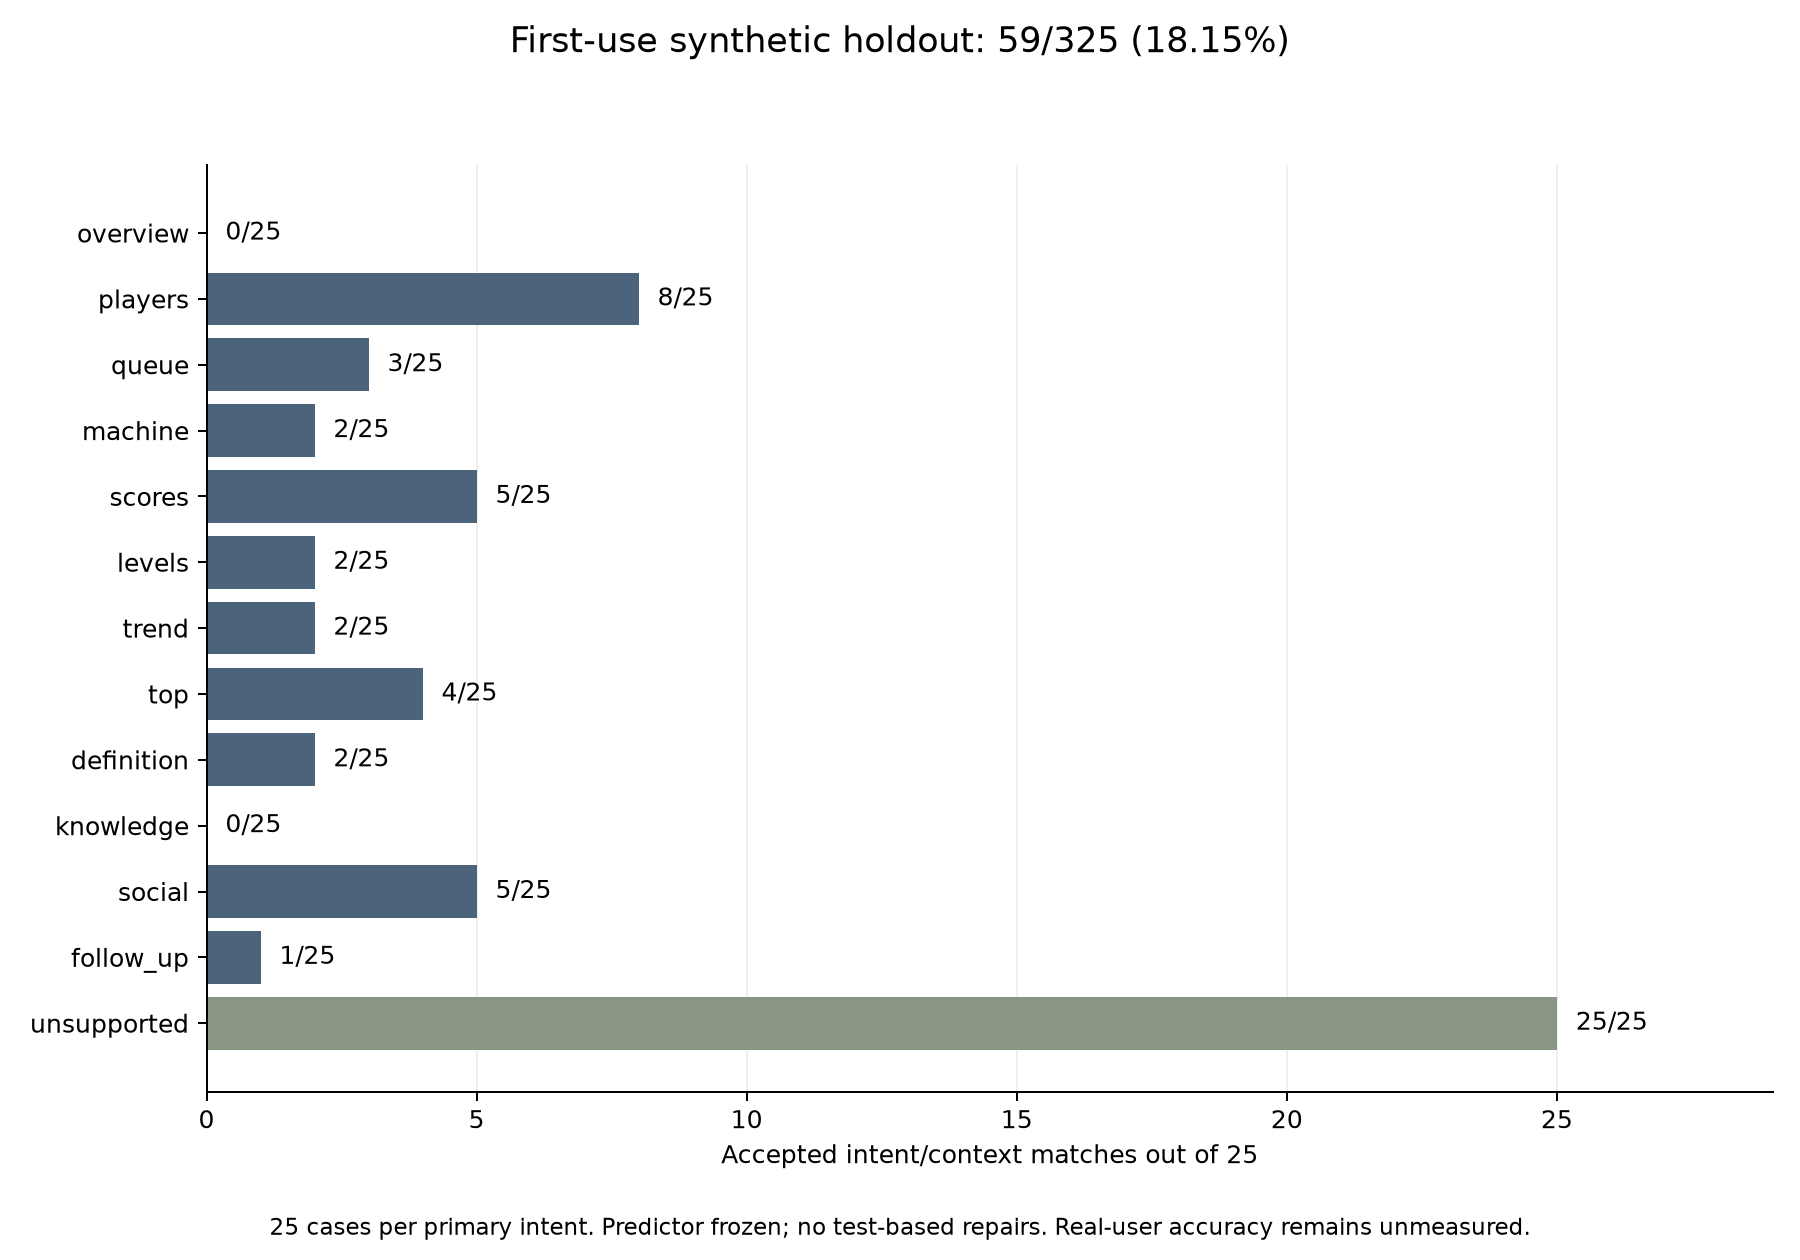 First-use synthetic holdout: 59/325 (18.15%)
overview 0/25
players 8/25
queue 3/25
machine 2/25
scores 5/25
levels 2/25
trend 2/25
top 4/25
definition 2/25
knowledge 0/25
social 5/25
follow_up 1/25
unsupported 25/25
0 5 10 15 20 25
Accepted intent/context matches out of 25
25 cases per primary intent. Predictor frozen; no test-based repairs. Real-user accuracy remains unmeasured.